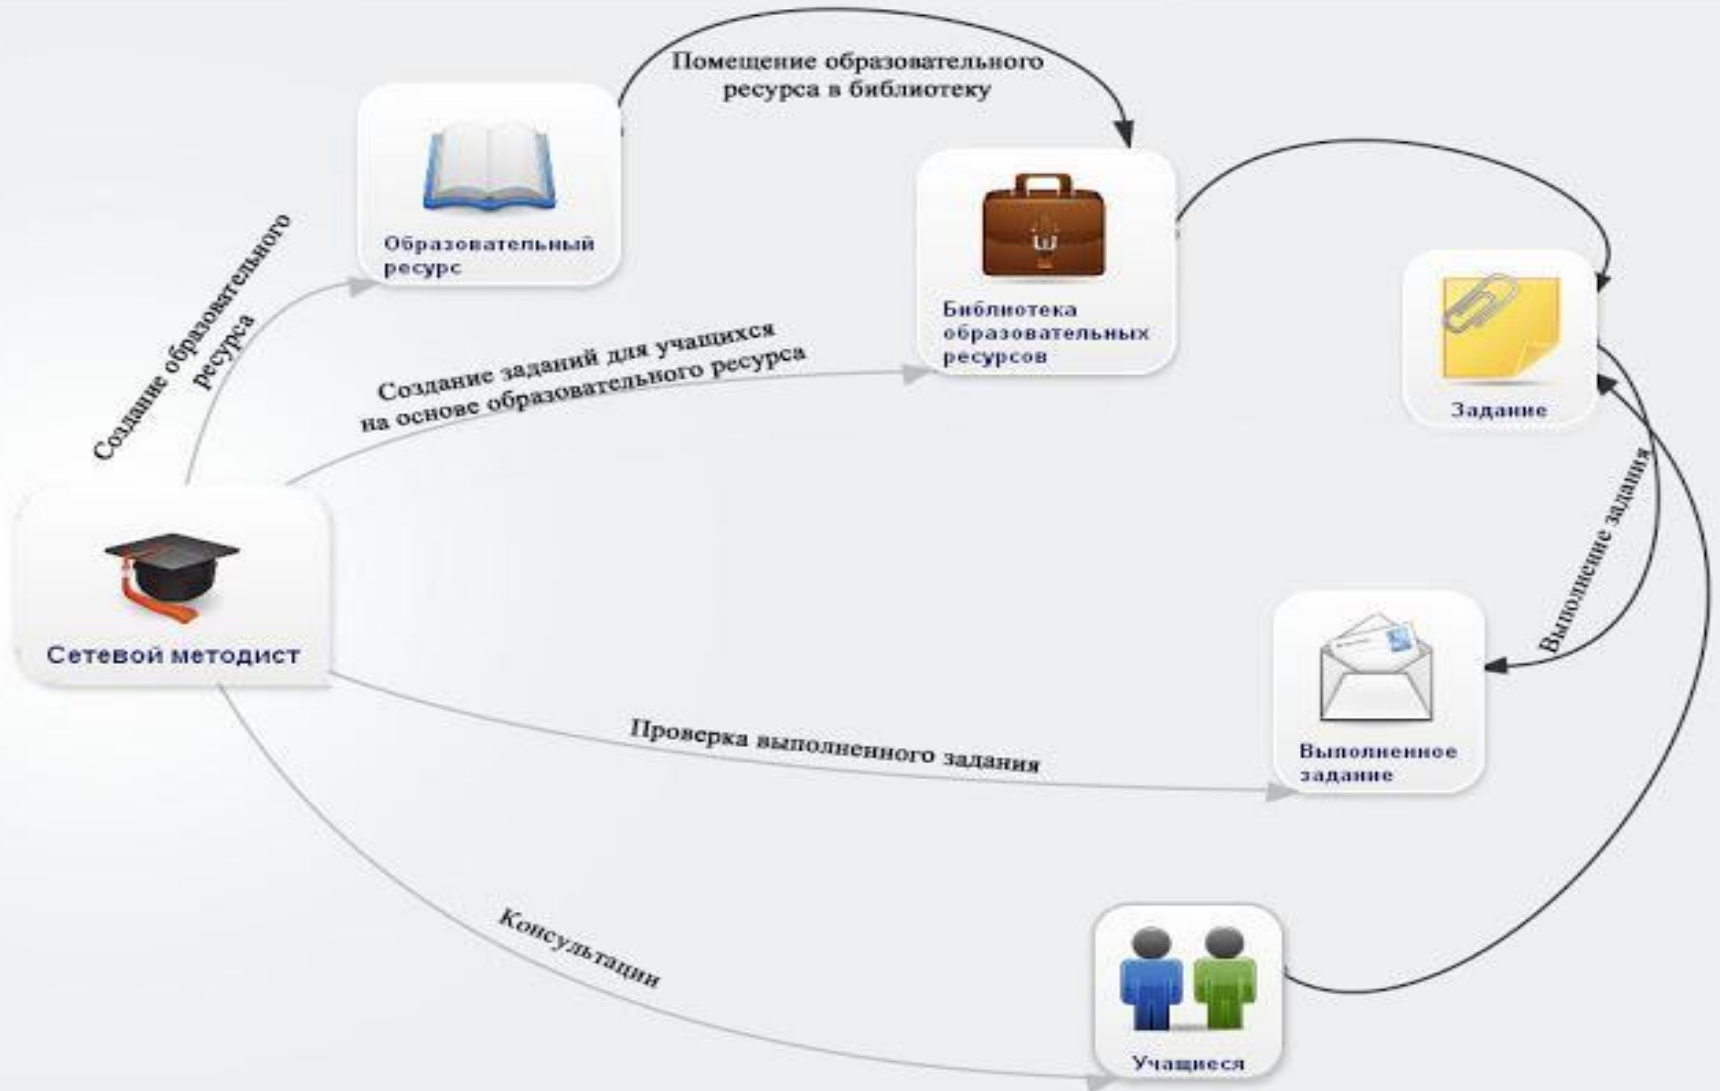 Помещение образовательного
ресурса в библиотеку
Образовательный
ресурс
Создание образовательного
ресурса
Библиотека
образовательных
ресурсов
Создание заданий для учащихся
на основе образовательного ресурса
Задание
Выполнение задания
Сетевой методист
Проверка выполненного задания
Выполненное
задание
Консультации
Учащиеся